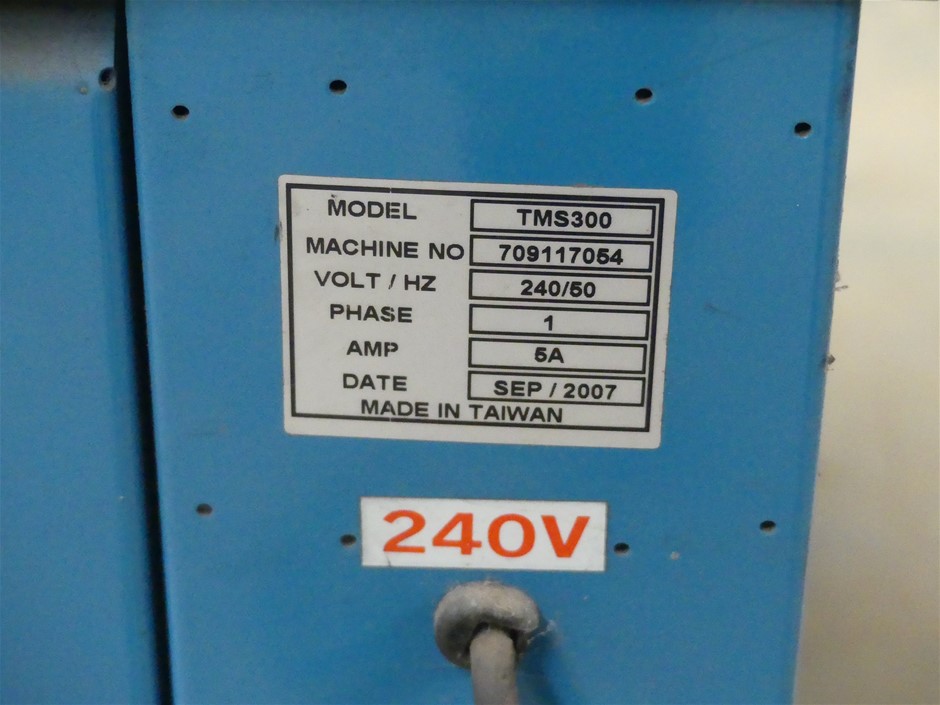 MODEL TMS300
MACHINE NO 709117054
VOLT / HZ 240/50
PHASE 1
AMP 5A
DATE SEP / 2007
MADE IN TAIWAN
240V